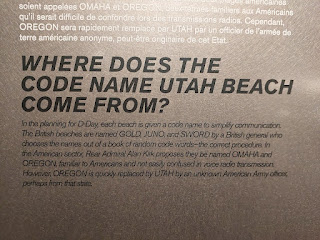 soient appelées OMAHA et OREGON, familiers aux Américains
qu'il serait difficile de confondre lors des transmissions radios. Cependant,
OREGON sera rapidement remplacé par UTAH par un officier de l'armée de
terre américaine anonyme, peut-être originaire de cet État.
WHERE DOES THE
CODE NAME UTAH BEACH
COME FROM?
In the planning for D-Day, each beach is given a code name to simplify communication.
The British beaches are named GOLD, JUNO, and SWORD by a British general who
chooses the names out of a book of random code words–the correct procedure. In
the American sector, Rear Admiral Alan Kirk proposes they be named OMAHA and
OREGON, familiar to Americans and not easily confused in voice radio transmission.
However, OREGON is quickly replaced by UTAH by an unknown American Army officer,
perhaps from that state.